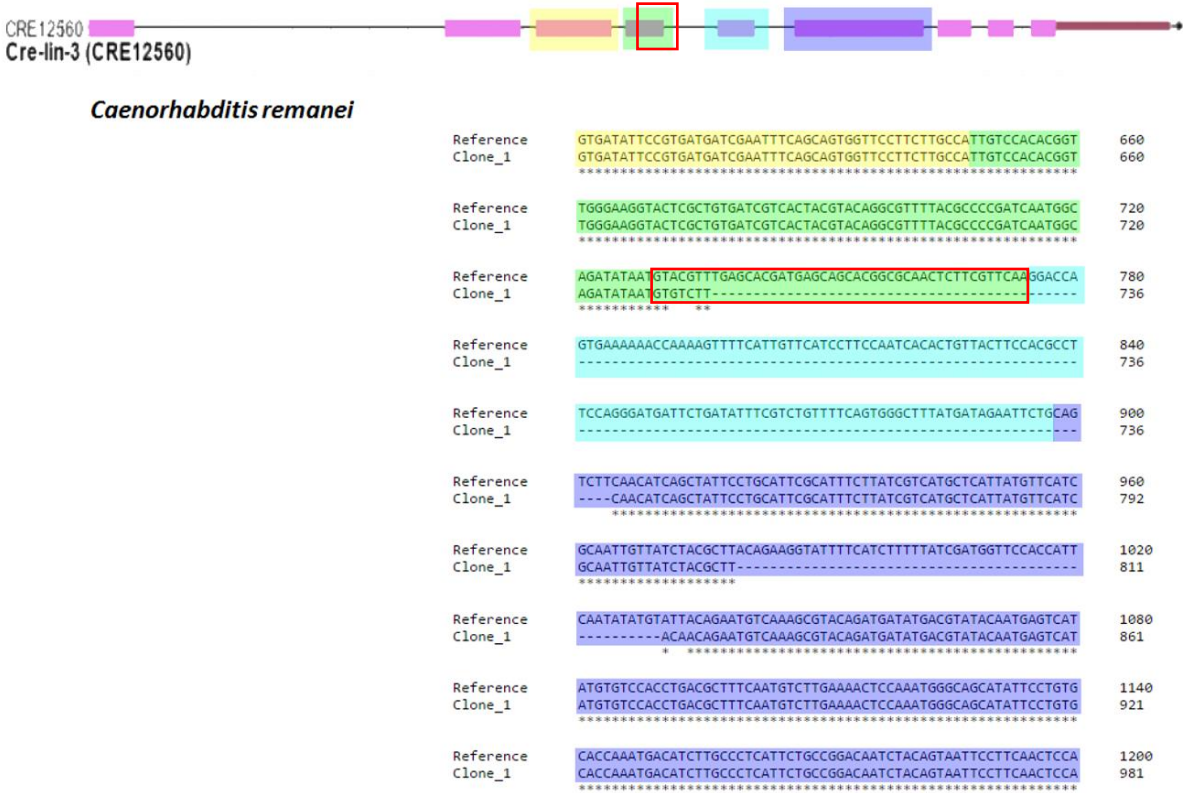 CRE12560
Cre-lin-3 (CRE12560)
Caenorhabditis remanei
Reference GTGATATTCCGTGATGATCGAATTTCAGCAGTGGTTCCTTCTTGCCATTGTCCACACGGT 660
Clone_1 GTGATATTCCGTGATGATCGAATTTCAGCAGTGGTTCCTTCTTGCCATTGTCCACACGGT 660
************************************************************
Reference TGGGAAGGTACTCGCTGTGATCGTCACTACGTACAGGCGTTTTACGCCCCGATCAATGGC 720
Clone_1 TGGGAAGGTACTCGCTGTGATCGTCACTACGTACAGGCGTTTTACGCCCCGATCAATGGC 720
************************************************************
Reference AGATATAATGTACGTTTGAGCACGATGAGCAGCACGGCGCAACTCTTCGTTCAAGGACCA 780
Clone_1 AGATATAATGTGTCTT-------------------------------------------- 736
*********** **
Reference GTGAAAAAACCAAAAGTTTTCATTGTTCATCCTTCCAATCACACTGTTACTTCCACGCCT 840
Clone_1 ------------------------------------------------------------ 736
Reference TCCAGGGATGATTCTGATATTTCGTCTGTTTTCAGTGGGCTTTATGATAGAATTCTGCAG 900
Clone_1 ------------------------------------------------------------ 736
Reference TCTTCAACATCAGCTATTCCTGCATTCGCATTTCTTATCGTCATGCTCATTATGTTCATC 960
Clone_1 ----CAACATCAGCTATTCCTGCATTCGCATTTCTTATCGTCATGCTCATTATGTTCATC 792
********************************************************
Reference GCAATTGTTATCTACGCTTACAGAAGGTATTTTCATCTTTTTATCGATGGTTCCACCATT 1020
Clone_1 GCAATTGTTATCTACGCTT----------------------------------------- 811
*******************
Reference CAATATATGTATTACAGAATGTCAAAGCGTACAGATGATATGACGTATACAATGAGTCAT 1080
Clone_1 ----------ACAACAGAATGTCAAAGCGTACAGATGATATGACGTATACAATGAGTCAT 861
* ***********************************************
Reference ATGTGTCCACCTGACGCTTTCAATGTCTTGAAAACTCCAAATGGGCAGCATATTCCTGTG 1140
Clone_1 ATGTGTCCACCTGACGCTTTCAATGTCTTGAAAACTCCAAATGGGCAGCATATTCCTGTG 921
************************************************************
Reference CACCAAATGACATCTTGCCCTCATTCTGCCGGACAATCTACAGTAATTCCTTCAACTCCA 1200
Clone_1 CACCAAATGACATCTTGCCCTCATTCTGCCGGACAATCTACAGTAATTCCTTCAACTCCA 981
************************************************************